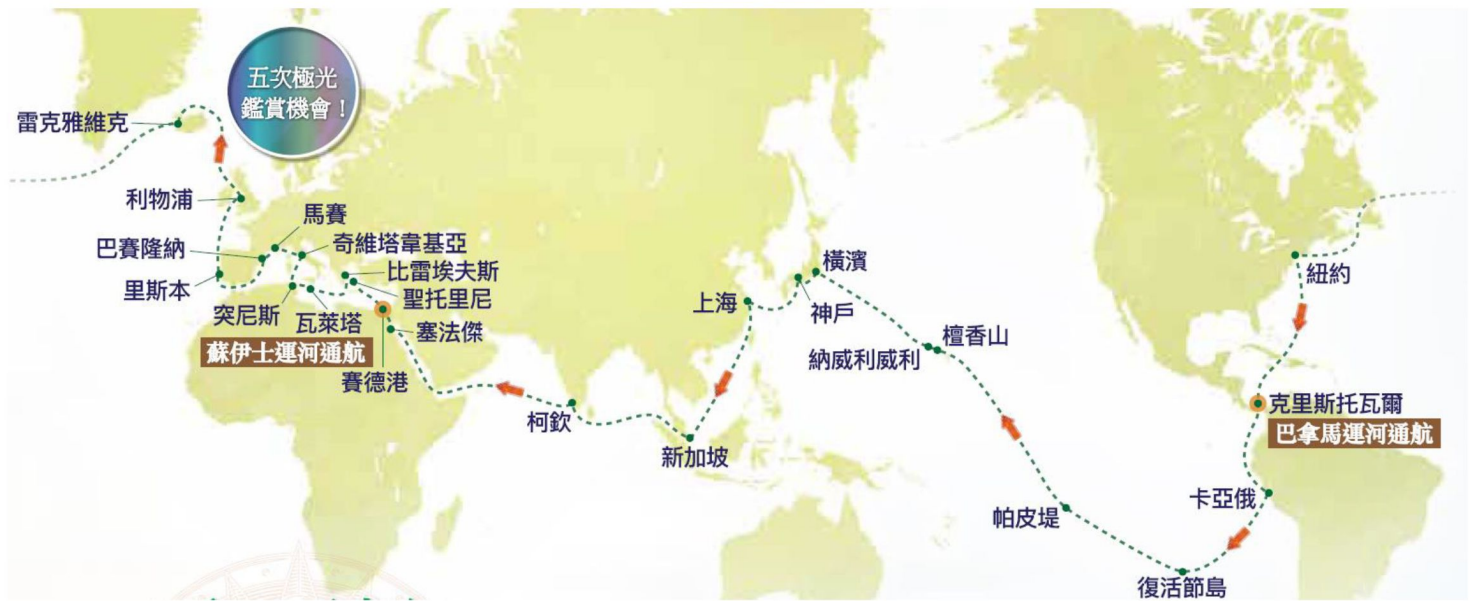 五次極光
鑑賞機會！
雷克雅維克
利物浦
馬賽
巴賽隆納
奇維塔韋基亞
里斯本
比雷埃夫斯
聖托里尼
突尼斯
瓦萊塔
塞法傑
蘇伊士運河通航
賽德港
柯欽
新加坡
上海
神戶
橫濱
納威利威利
檀香山
紐約
克里斯托瓦爾
巴拿馬運河通航
卡亞俄
帕皮堤
復活節島